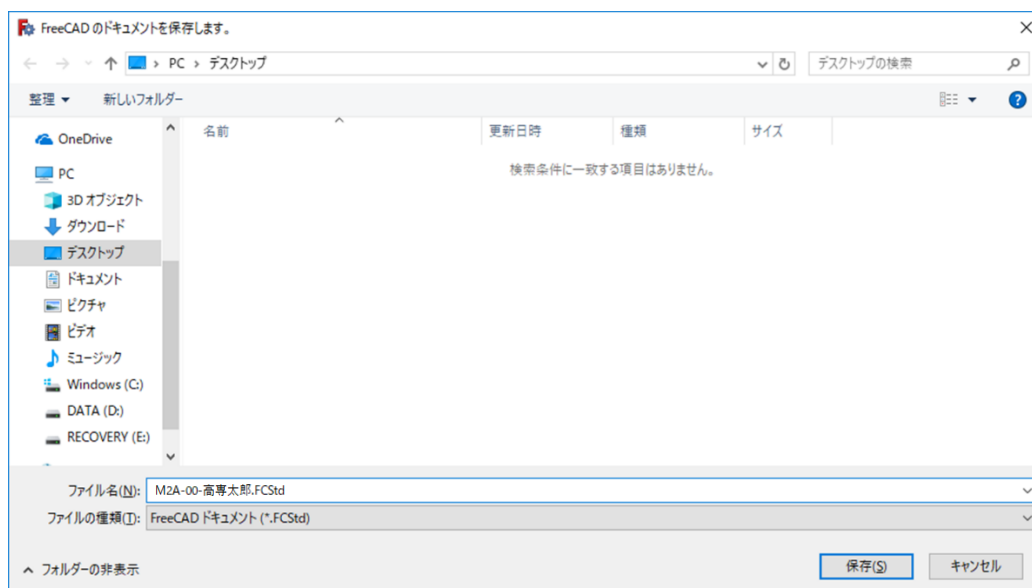 FreeCAD のドキュメントを保存します。
PC › デスクトップ
デスクトップの検索
整理 新しいフォルダー
名前 更新日時 種類 サイズ
検索条件に一致する項目はありません。
OneDrive
PC
3D オブジェクト
ダウンロード
デスクトップ
ドキュメント
ピクチャ
ビデオ
ミュージック
Windows (C:)
DATA (D:)
RECOVERY (E:)
ファイル名(N): M2A-00-高専太郎.FCStd
ファイルの種類(T): FreeCAD ドキュメント (*.FCStd)
フォルダーの非表示
保存(S) キャンセル